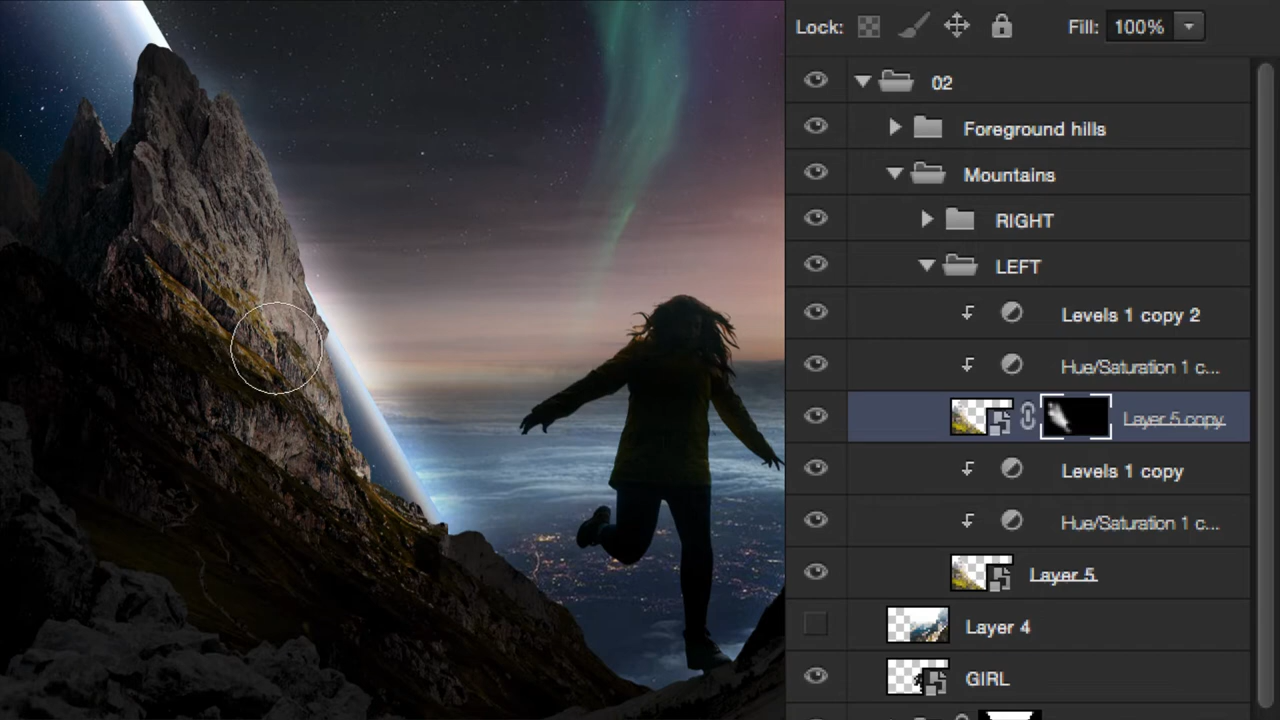 Lock:
Fill: 100%
02
Foreground hills
Mountains
RIGHT
LEFT
Levels 1 copy 2
Hue/Saturation 1 c...
Layer 5 copy
Levels 1 copy
Hue/Saturation 1 c...
Layer 5
Layer 4
GIRL